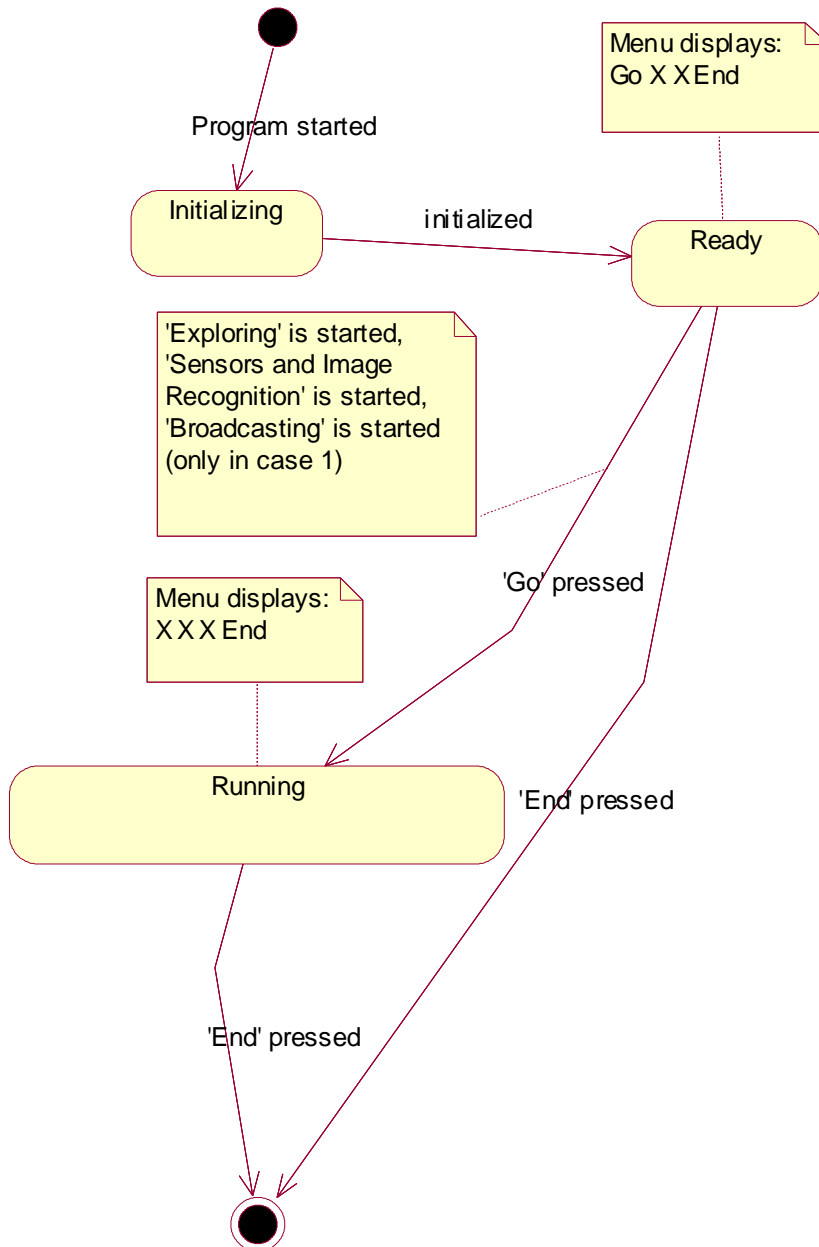 Menu displays:
Go X X End
Program started
Initializing
initialized
Ready
'Exploring' is started,
'Sensors and Image
Recognition' is started,
'Broadcasting' is started
(only in case 1)
'Go' pressed
Menu displays:
X X X End
Running
'End' pressed
'End' pressed